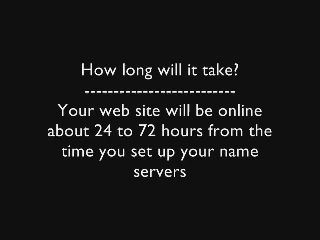 How long will it take?
--------------------------
Your web site will be online
about 24 to 72 hours from the
time you set up your name
servers